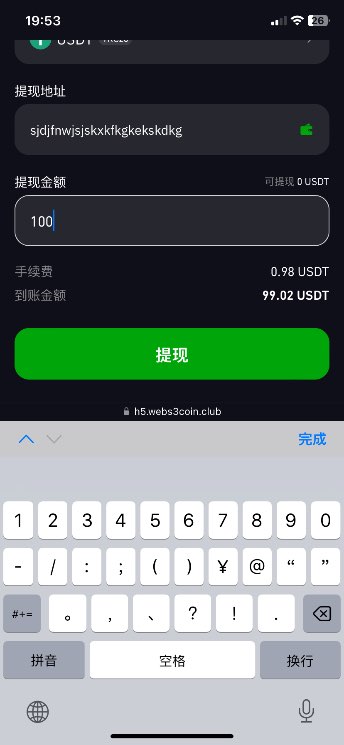 19:53
26
USDT TRC20
提现地址
sjdjfnwjsjskxkfkgkekskdkg
提现金额 可提现 0 USDT
100
手续费 0.98 USDT
到账金额 99.02 USDT
提现
h5.webs3coin.club
完成
1 2 3 4 5 6 7 8 9 0
- / : ; ( ) ¥ @ “ ”
#+= 。 , 、 ? ! .
拼音 空格 换行